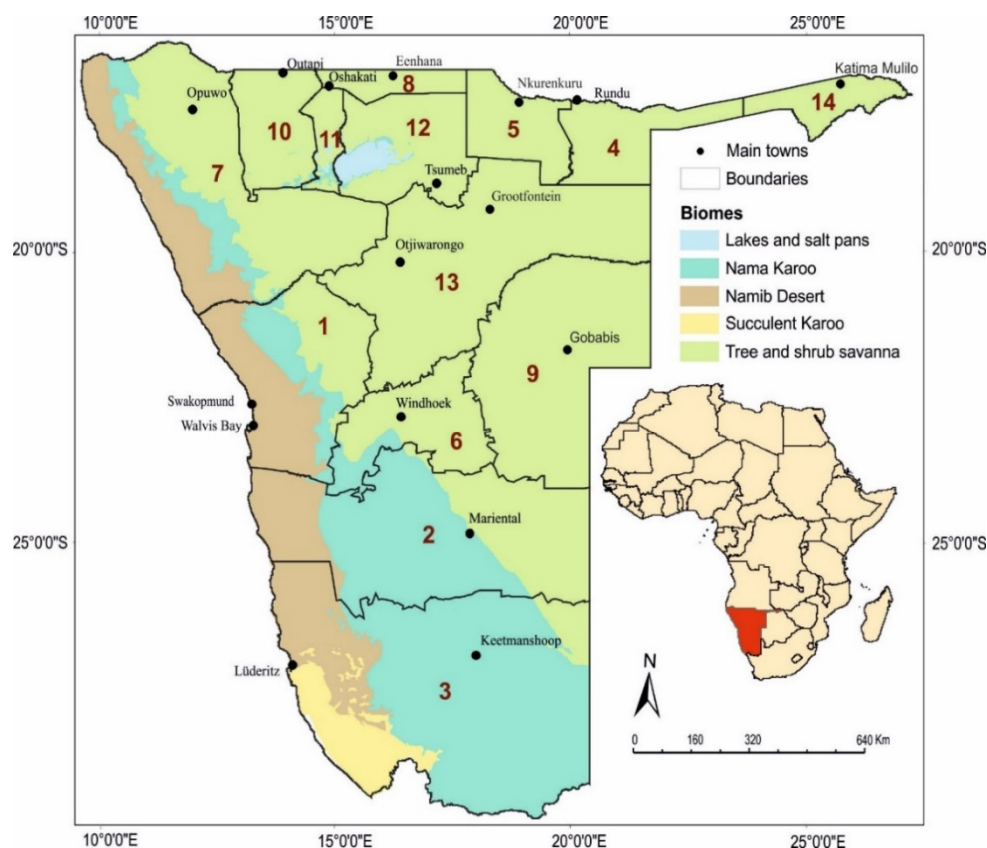 10°0'0"E 15°0'0"E 20°0'0"E 25°0'0"E
Outapi
Eenhana
Oshakati
Katima Mulilo
Opuwo
8
Nkurenkuru
Rundu
14
10
11
12
5
4
7
Tsumeb
Grootfontein
Main towns
Boundaries
Biomes
Lakes and salt pans
Nama Karoo
Namib Desert
Succulent Karoo
Tree and shrub savanna
20°0'0"S 20°0'0"S
Otjiwarongo
13
1
Gobabis
9
Swakopmund
Walvis Bay
Windhoek
6
Mariental
2
25°0'0"S 25°0'0"S
Keetmanshoop
Lüderitz
3
N
0 160 320 640 Km
10°0'0"E 15°0'0"E 20°0'0"E 25°0'0"E